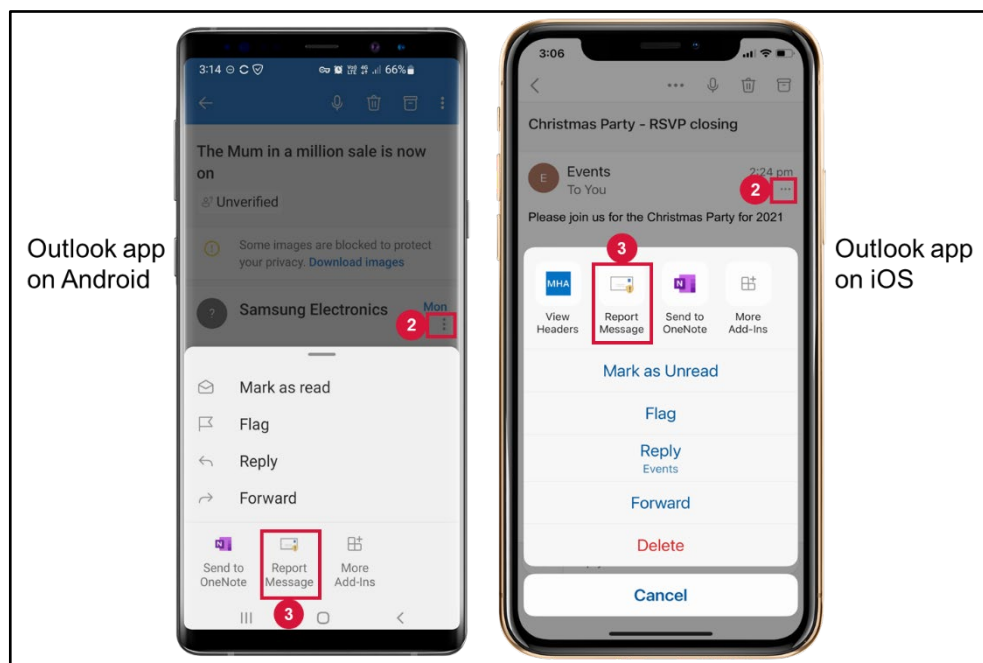 Outlook app
on Android
3:14
66%
The Mum in a million sale is now
on
Unverified
Some images are blocked to protect
your privacy. Download images
?
Samsung Electronics
Mon
2
Mark as read
Flag
Reply
Forward
N
Send to
OneNote
Report
Message
More
Add-Ins
3
3:06
Christmas Party - RSVP closing
E
Events
2:24 pm
To You
2
Please join us for the Christmas Party for 2021
3
MHA
N
View
Headers
Report
Message
Send to
OneNote
More
Add-Ins
Mark as Unread
Flag
Reply
Events
Forward
Delete
Cancel
Outlook app
on iOS